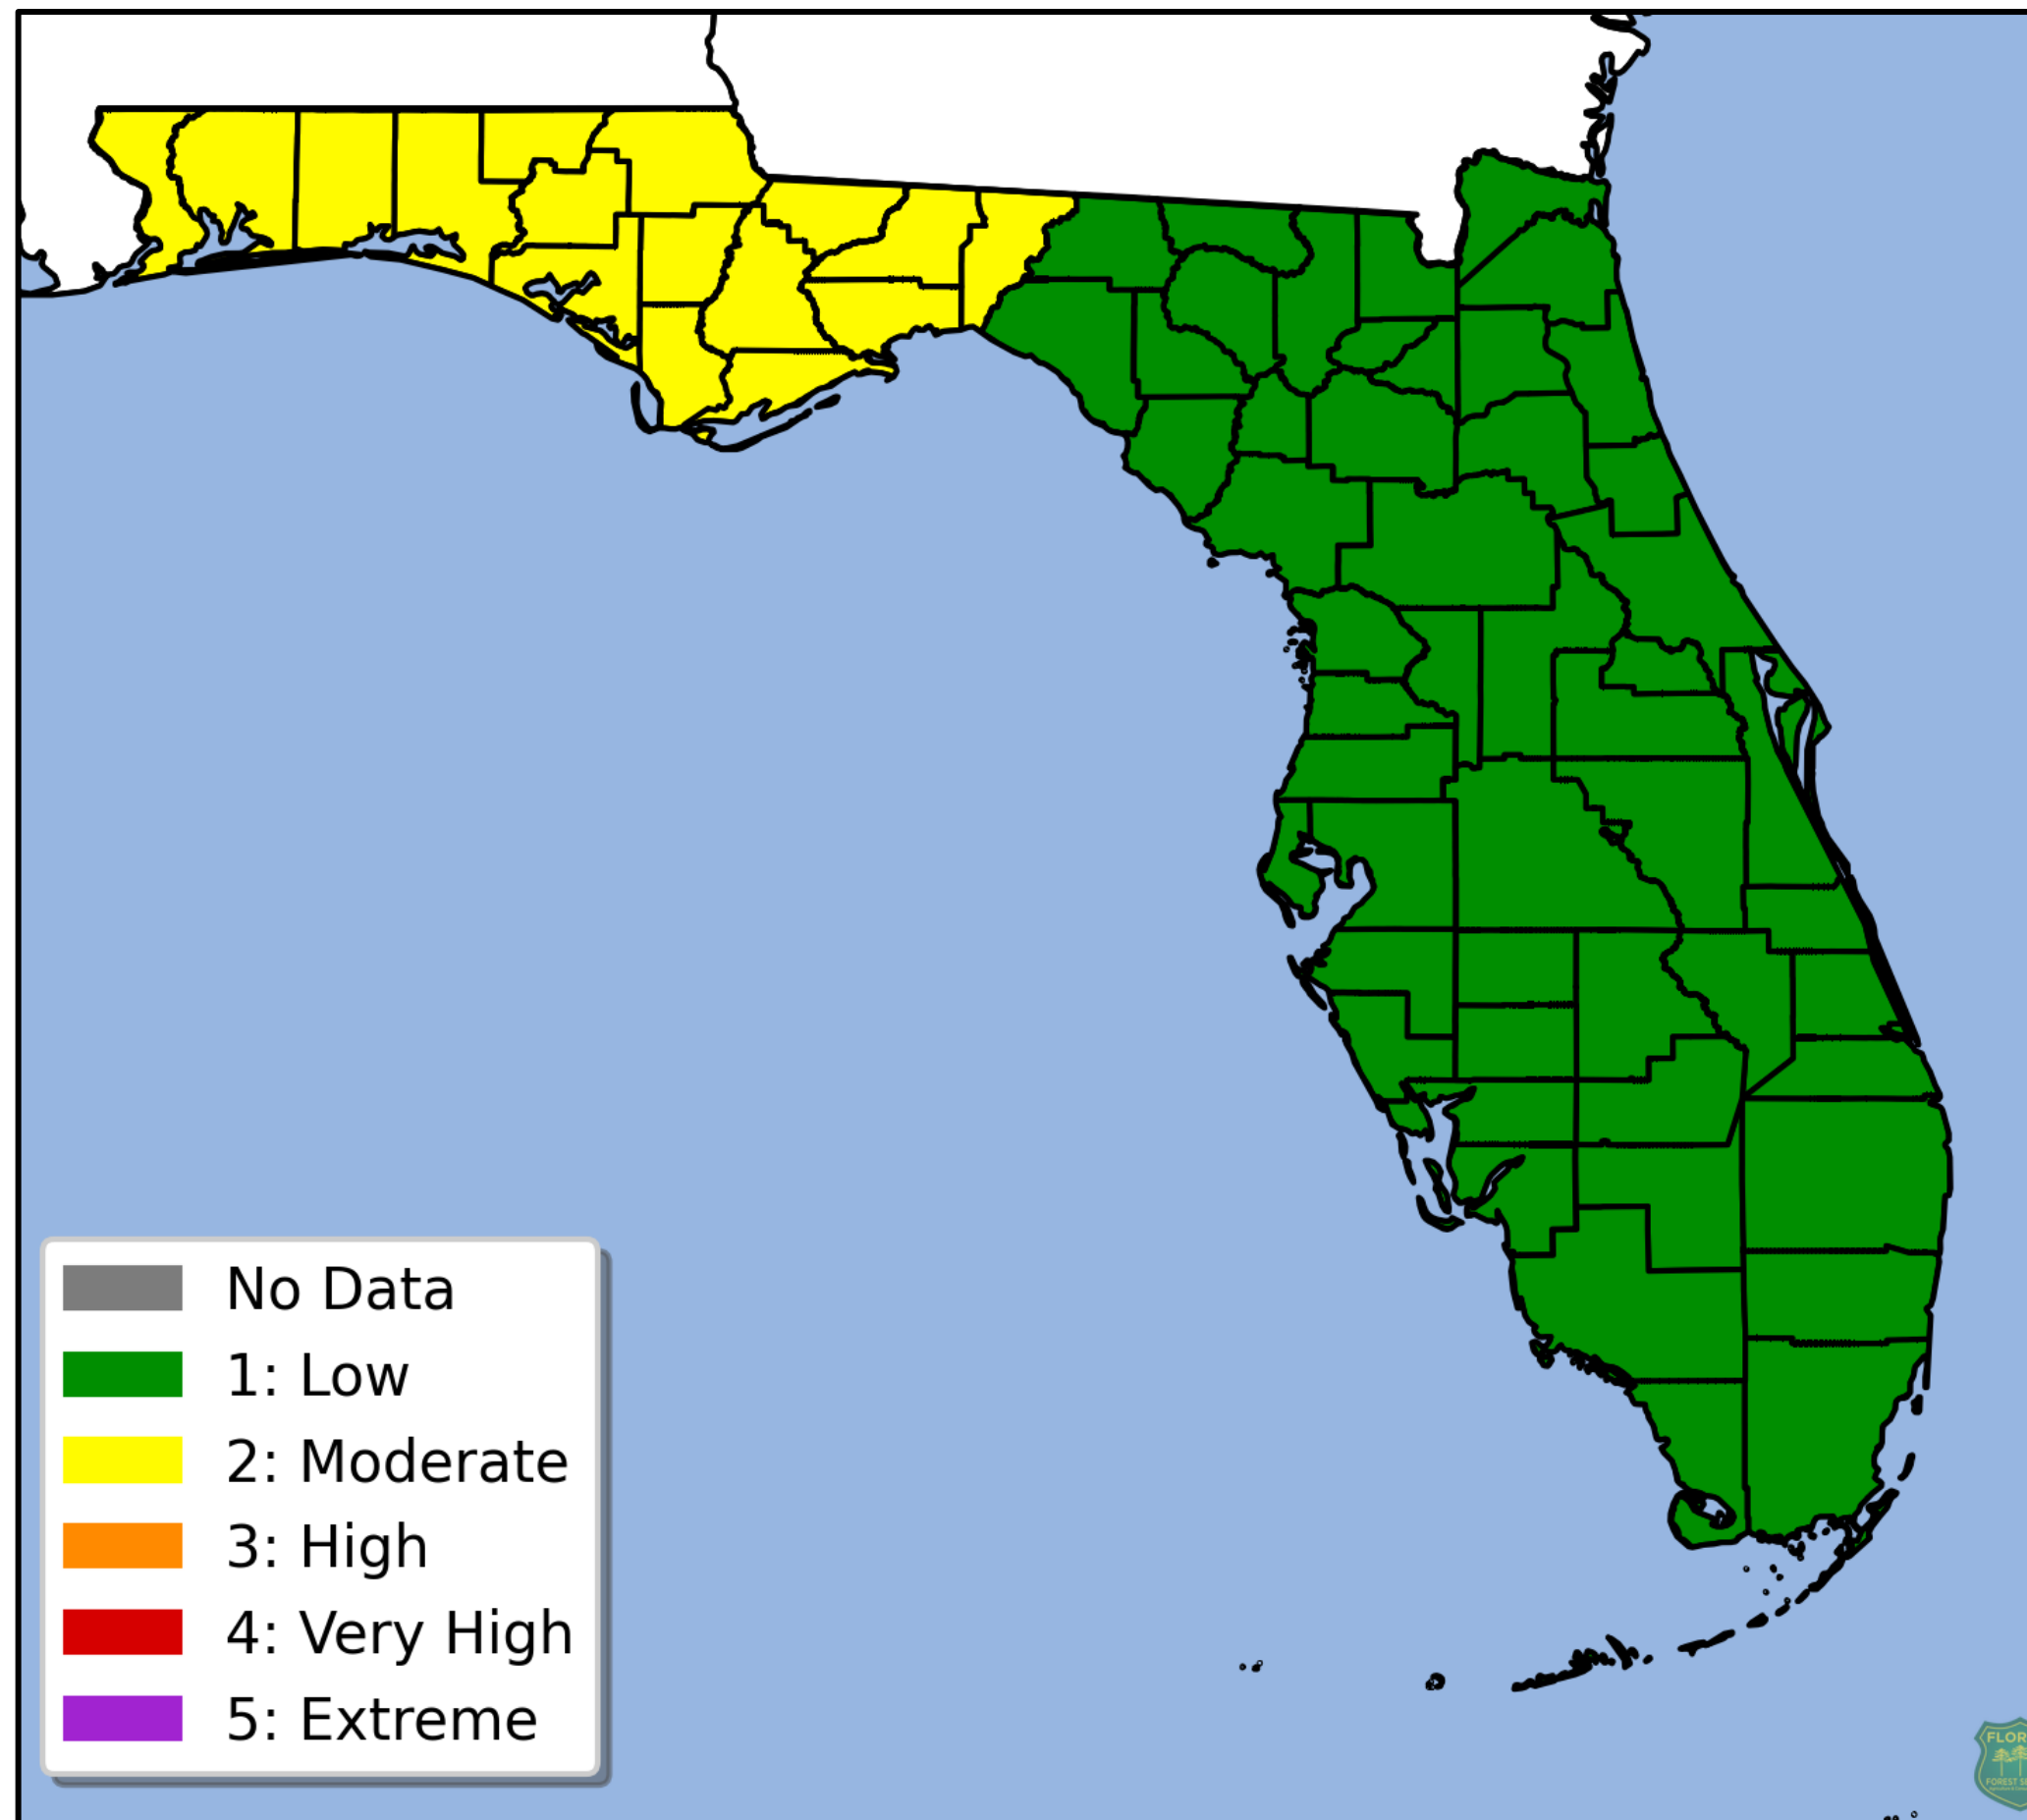 No Data
1: Low
2: Moderate
3: High
4: Very High
5: Extreme